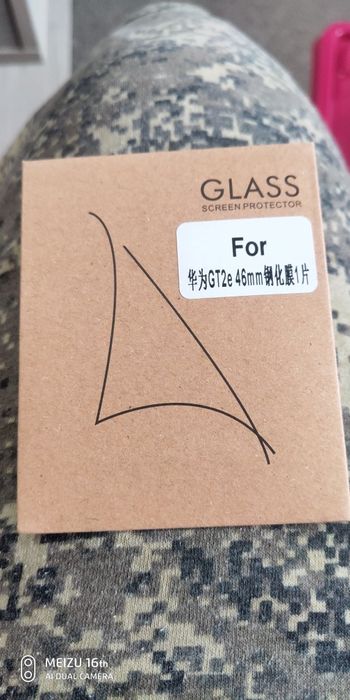 GLASS
SCREEN PROTECTOR
For
华为GT2e 46mm钢化膜1片
MEIZU 16th
AI DUAL CAMERA